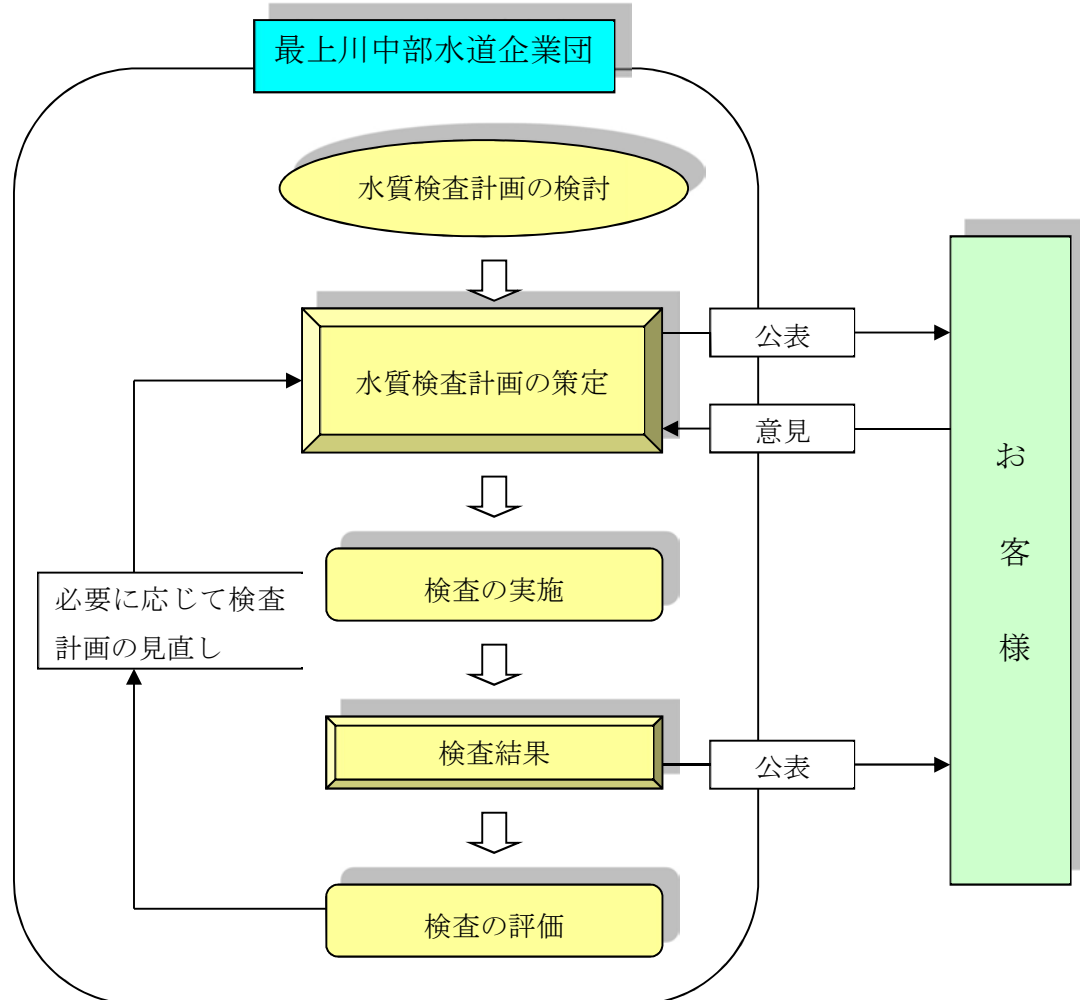 最上川中部水道企業団
水質検査計画の検討
水質検査計画の策定
公表
意見
お客様
検査の実施
必要に応じて検査
計画の見直し
検査結果
公表
検査の評価